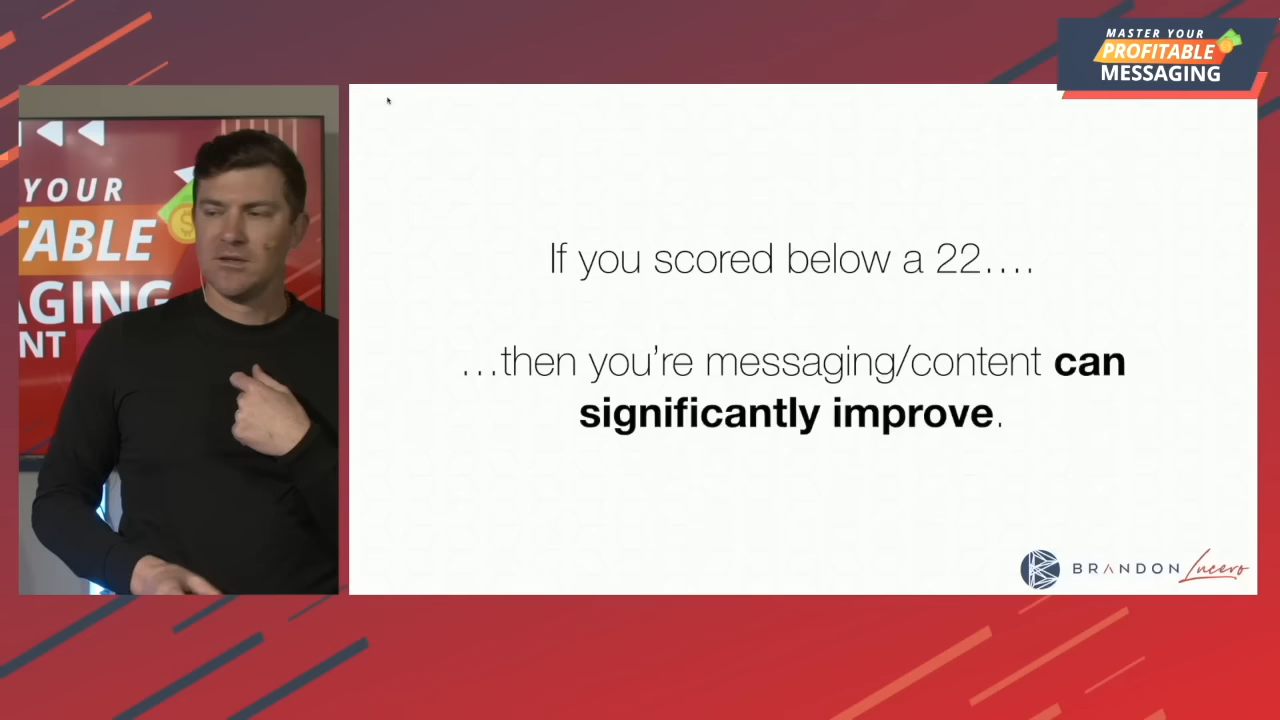 MASTER YOUR
PROFITABLE
MESSAGING
YOUR
TABLE
AGING
NT
If you scored below a 22….
…then you’re messaging/content can
significantly improve.
BRANDON Lucero